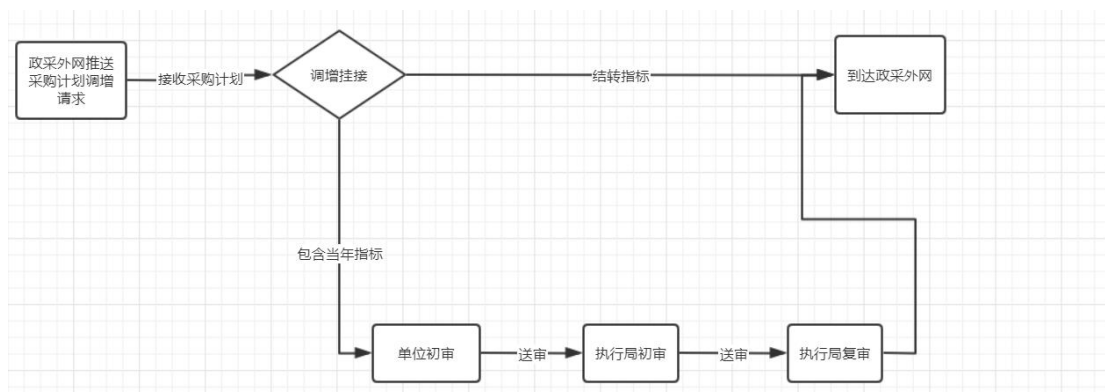 政采外网推送
采购计划调增
请求
接收采购计划
调增挂接
结转指标
到达政采外网
包含当年指标
单位初审
送审
执行局初审
送审
执行局复审